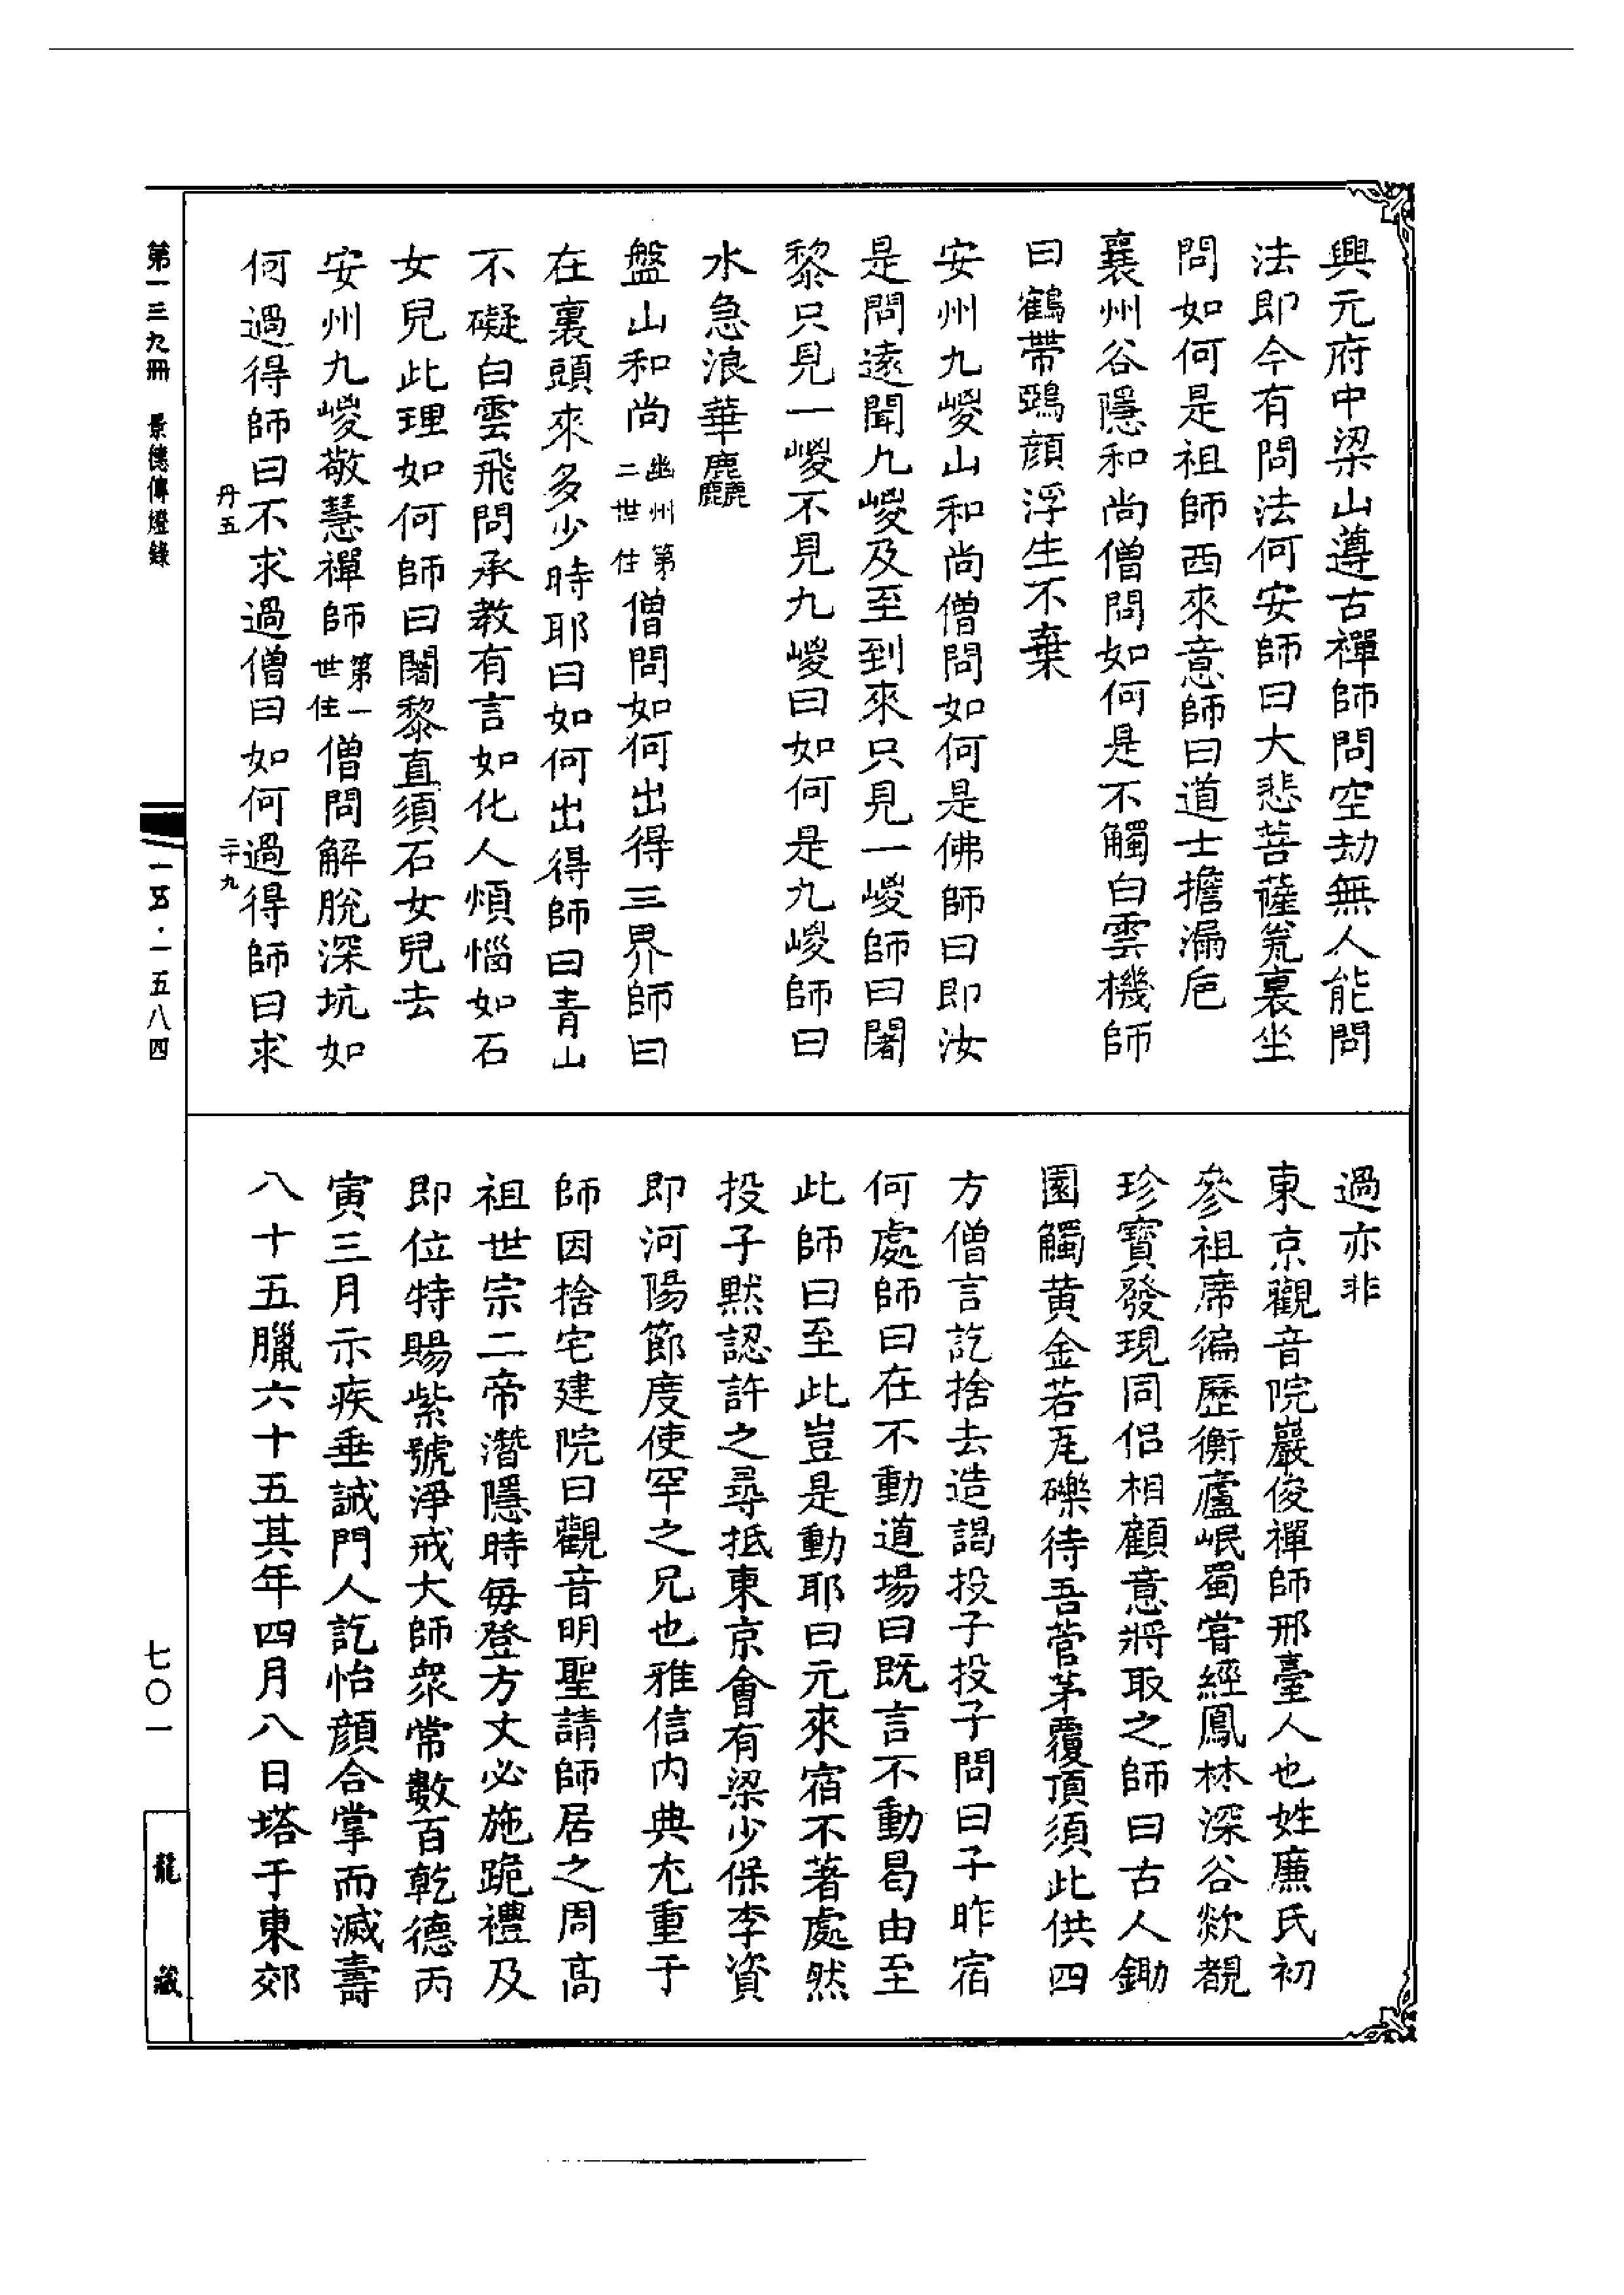 興元府中梁山遵古禪師問空劫無人能問
法即今有問法何安師曰大悲菩薩甕裏坐
問如何是祖師西來意師曰道士擔漏卮
襄州谷隱和尚僧問如何是不觸白雲機師
曰鶴帶鵶顔浮生不棄
安州九嵕山和尚僧問如何是佛師曰即汝
是問遠聞九嵕及至到來只見一嵕師曰闍
黎只見一嵕不見九嵕曰如何是九嵕師曰
水急浪華麤
盤山和尚幽州第二世住僧問如何出得三界師曰
在裏頭來多少時耶曰如何出得師曰青山
不礙白雲飛問承教有言如化人煩惱如石
女兒此理如何師曰闍黎直須石女兒去
安州九嵕敬慧禪師第一世住僧問解脫深坑如
何過得師曰不求過僧曰如何過得師曰求
丹五
二十九
過亦非
東京觀音院巖俊禪師邢臺人也姓廉氏初
參祖席徧歷衡廬岷蜀甞經鳳林深谷欻覩
珍寶發現同侶相顧意將取之師曰古人鋤
園觸黃金若瓦礫待吾菅茅覆頂須此供四
方僧言訖捨去造謁投子投子問曰子昨宿
何處師曰在不動道場曰既言不動曷由至
此師曰至此豈是動耶曰元來宿不著處然
投子默認許之尋抵東京會有梁少保李資
即河陽節度使罕之兄也雅信內典尤重于
師因捨宅建院曰觀音明聖請師居之周高
祖世宗二帝潛隱時每登方丈必施跪禮及
即位特賜紫號淨戒大師衆常數百乾德丙
寅三月示疾垂誡門人訖怡顔合掌而滅壽
八十五臘六十五其年四月八日塔于東郊
第一三九冊 景德傳燈錄
一五·一五八四
七〇一
龍藏